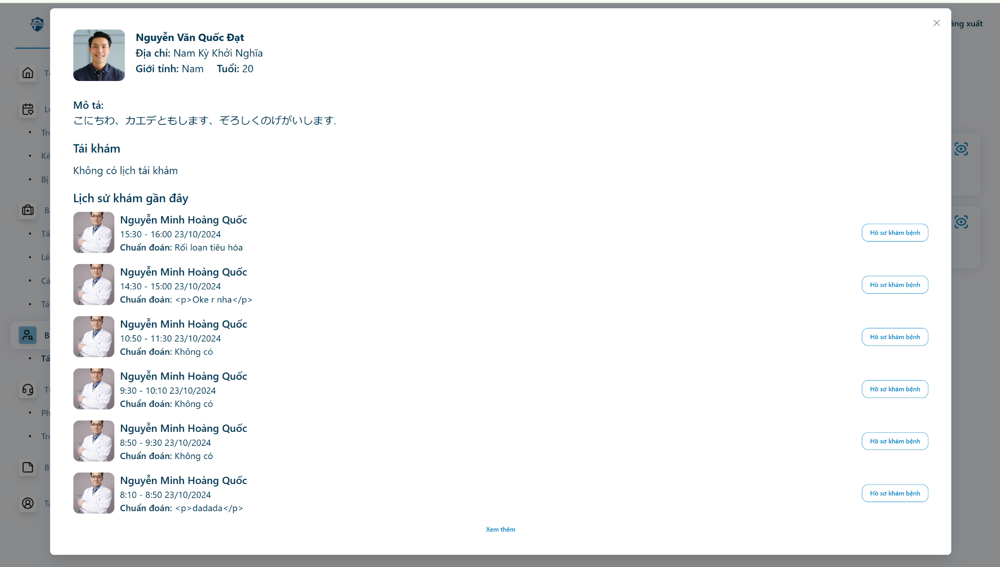 P-CLINIC
ăng xuất
Nguyễn Văn Quốc Đạt
Địa chỉ: Nam Kỳ Khởi Nghĩa
Giới tính: Nam Tuổi: 20
Mô tả:
こにちわ、カエデともします、ぞろしくのげがいします.
Tái khám
Không có lịch tái khám
Lịch sử khám gần đây
Nguyễn Minh Hoàng Quốc
15:30 - 16:00 23/10/2024
Chuẩn đoán: Rối loạn tiêu hóa
Hồ sơ khám bệnh
Nguyễn Minh Hoàng Quốc
14:30 - 15:00 23/10/2024
Chuẩn đoán: <p>Oke r nha</p>
Hồ sơ khám bệnh
Nguyễn Minh Hoàng Quốc
10:50 - 11:30 23/10/2024
Chuẩn đoán: Không có
Hồ sơ khám bệnh
Nguyễn Minh Hoàng Quốc
9:30 - 10:10 23/10/2024
Chuẩn đoán: Không có
Hồ sơ khám bệnh
Nguyễn Minh Hoàng Quốc
8:50 - 9:30 23/10/2024
Chuẩn đoán: Không có
Hồ sơ khám bệnh
Nguyễn Minh Hoàng Quốc
8:10 - 8:50 23/10/2024
Chuẩn đoán: <p>dadada</p>
Hồ sơ khám bệnh
Xem thêm